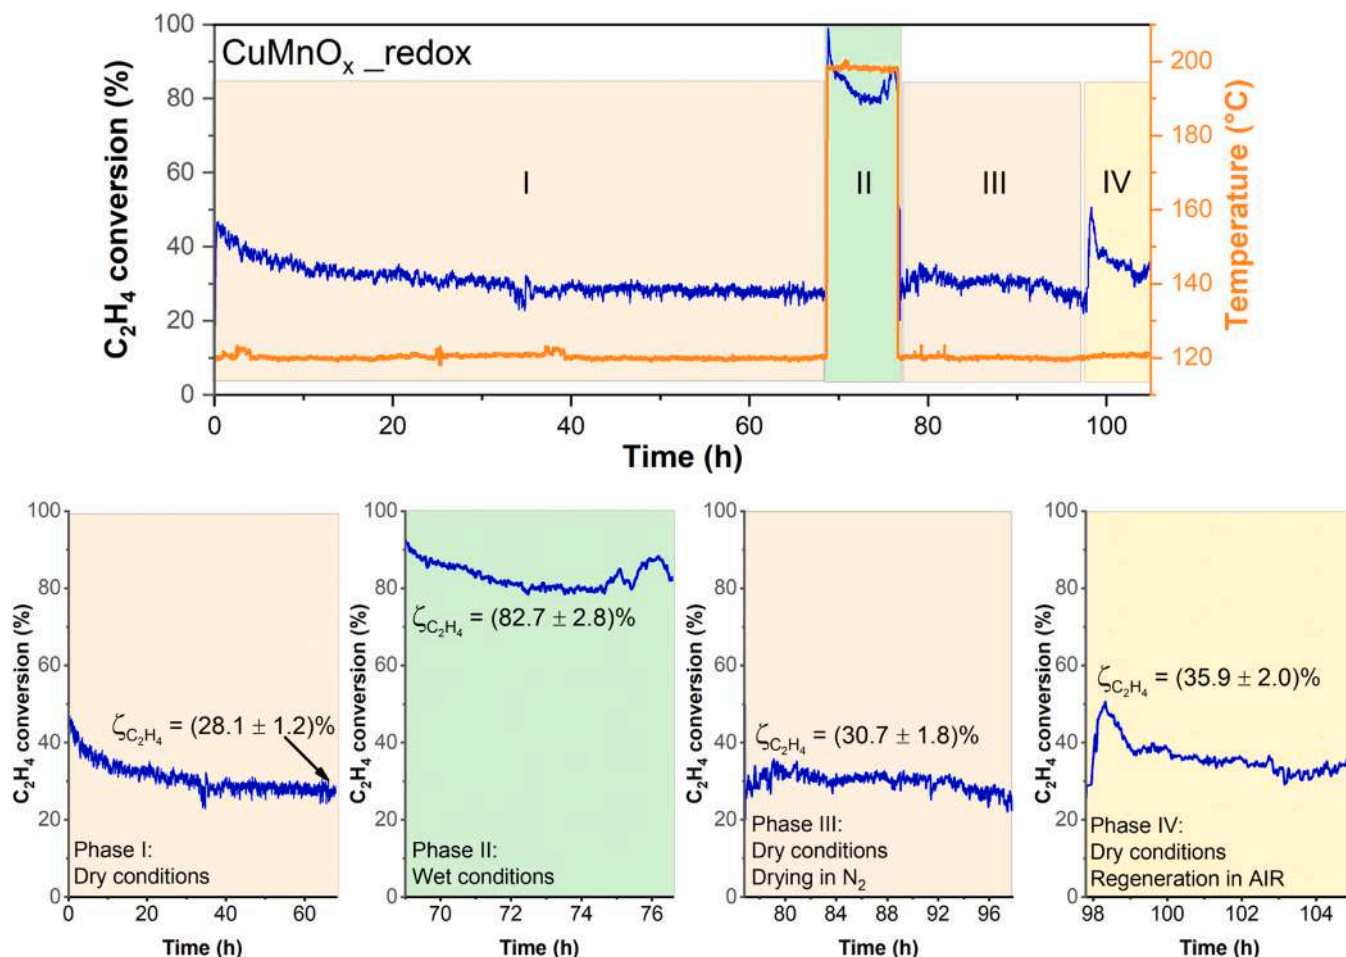 CuMnOₓ _redox
C₂H₄ conversion (%)
100
80
60
40
20
0
I
II
III
IV
200
180
160
140
120
Temperature (°C)
0
20
40
60
80
100
Time (h)
C₂H₄ conversion (%)
100
80
60
40
20
0
ζC₂H₄ = (28.1 ± 1.2)%
Phase I:
Dry conditions
0
20
40
60
Time (h)
C₂H₄ conversion (%)
100
80
60
40
20
0
ζC₂H₄ = (82.7 ± 2.8)%
Phase II:
Wet conditions
70
72
74
76
Time (h)
C₂H₄ conversion (%)
100
80
60
40
20
0
ζC₂H₄ = (30.7 ± 1.8)%
Phase III:
Dry conditions
Drying in N₂
80
84
88
92
96
Time (h)
C₂H₄ conversion (%)
100
80
60
40
20
0
ζC₂H₄ = (35.9 ± 2.0)%
Phase IV:
Dry conditions
Regeneration in AIR
98
100
102
104
Time (h)